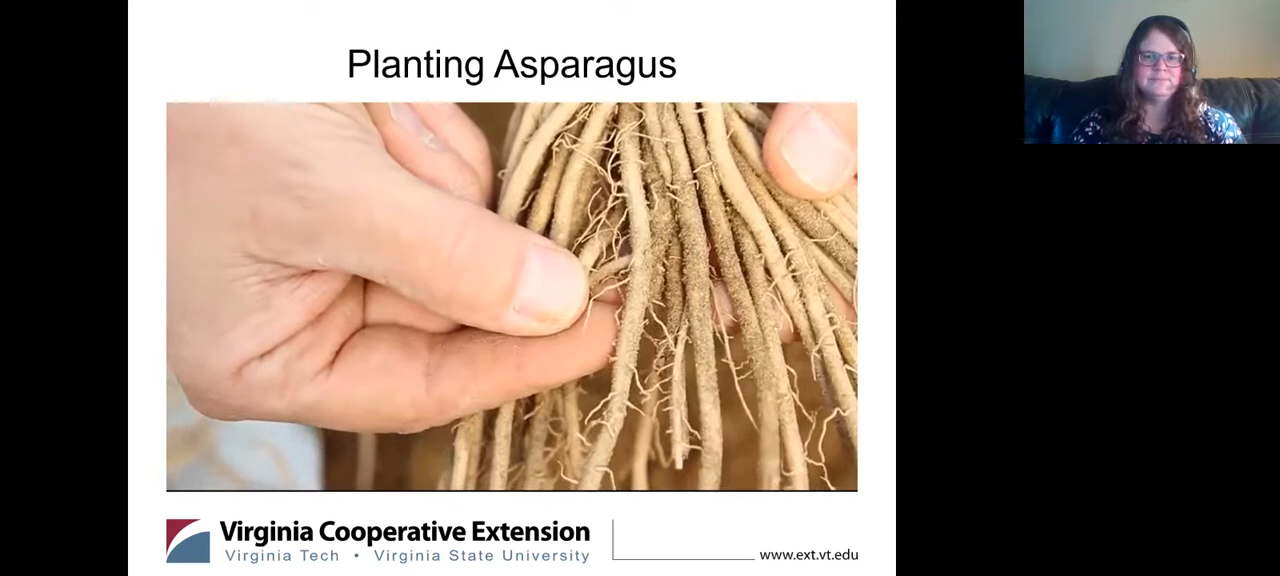 Planting Asparagus
Virginia Cooperative Extension
Virginia Tech • Virginia State University
www.ext.vt.edu